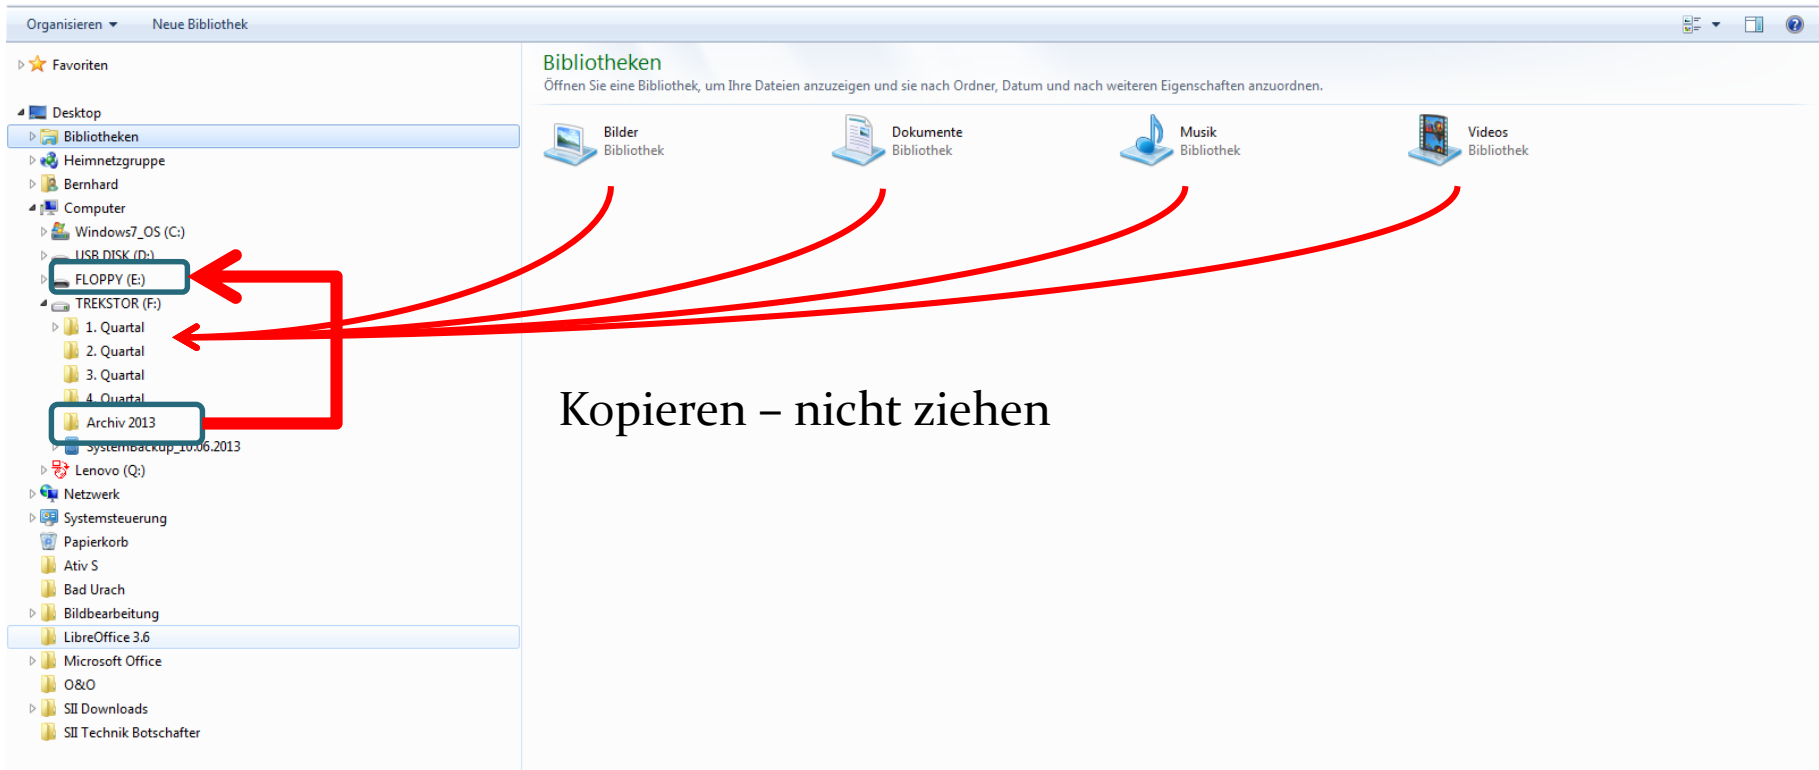 Organisieren Neue Bibliothek
Favoriten
Desktop
Bibliotheken
Heimnetzgruppe
Bernhard
Computer
Windows7_OS (C:)
USB DISK (D:)
FLOPPY (E:)
TREKSTOR (F:)
1. Quartal
2. Quartal
3. Quartal
4. Quartal
Archiv 2013
SystemBackup_10.06.2013
Lenovo (Q:)
Netzwerk
Systemsteuerung
Papierkorb
Ativ S
Bad Urach
Bildbearbeitung
LibreOffice 3.6
Microsoft Office
O&O
SII Downloads
SII Technik Botschafter
Bibliotheken
Öffnen Sie eine Bibliothek, um Ihre Dateien anzuzeigen und sie nach Ordner, Datum und nach weiteren Eigenschaften anzuordnen.
Bilder
Bibliothek
Dokumente
Bibliothek
Musik
Bibliothek
Videos
Bibliothek
Kopieren – nicht ziehen